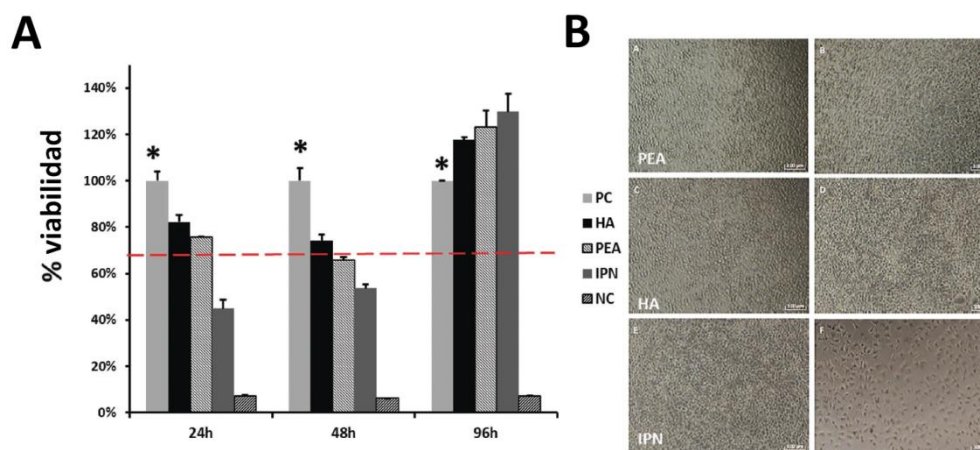 A
% viabilidad
140%
120%
100%
80%
60%
40%
20%
0%
*
*
*
24h
48h
96h
PC
HA
PEA
IPN
NC
B
A
PEA
B
C
HA
D
E
IPN
F